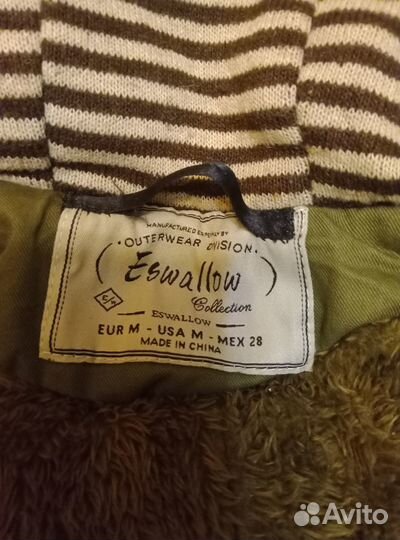 MANUFACTURED EXPERTLY BY
• OUTERWEAR DIVISION •
Eswallow
Collection
ESWALLOW
EUR M - USA M - MEX 28
MADE IN CHINA
Avito